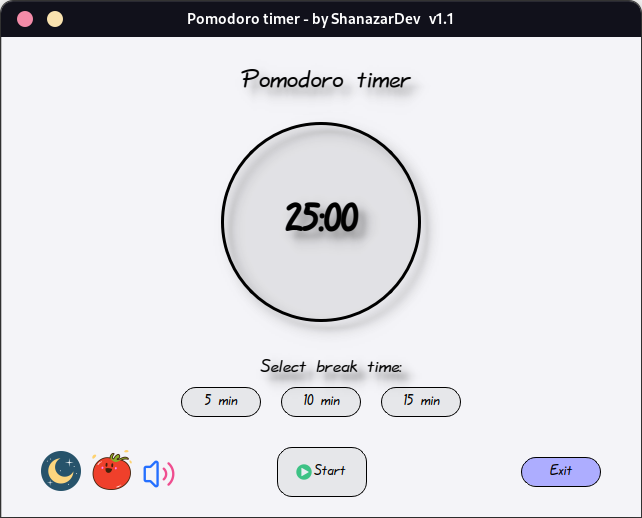 Pomodoro timer - by ShanazarDev v1.1
Pomodoro timer
25:00
Select break time:
5 min 10 min 15 min
Start
Exit